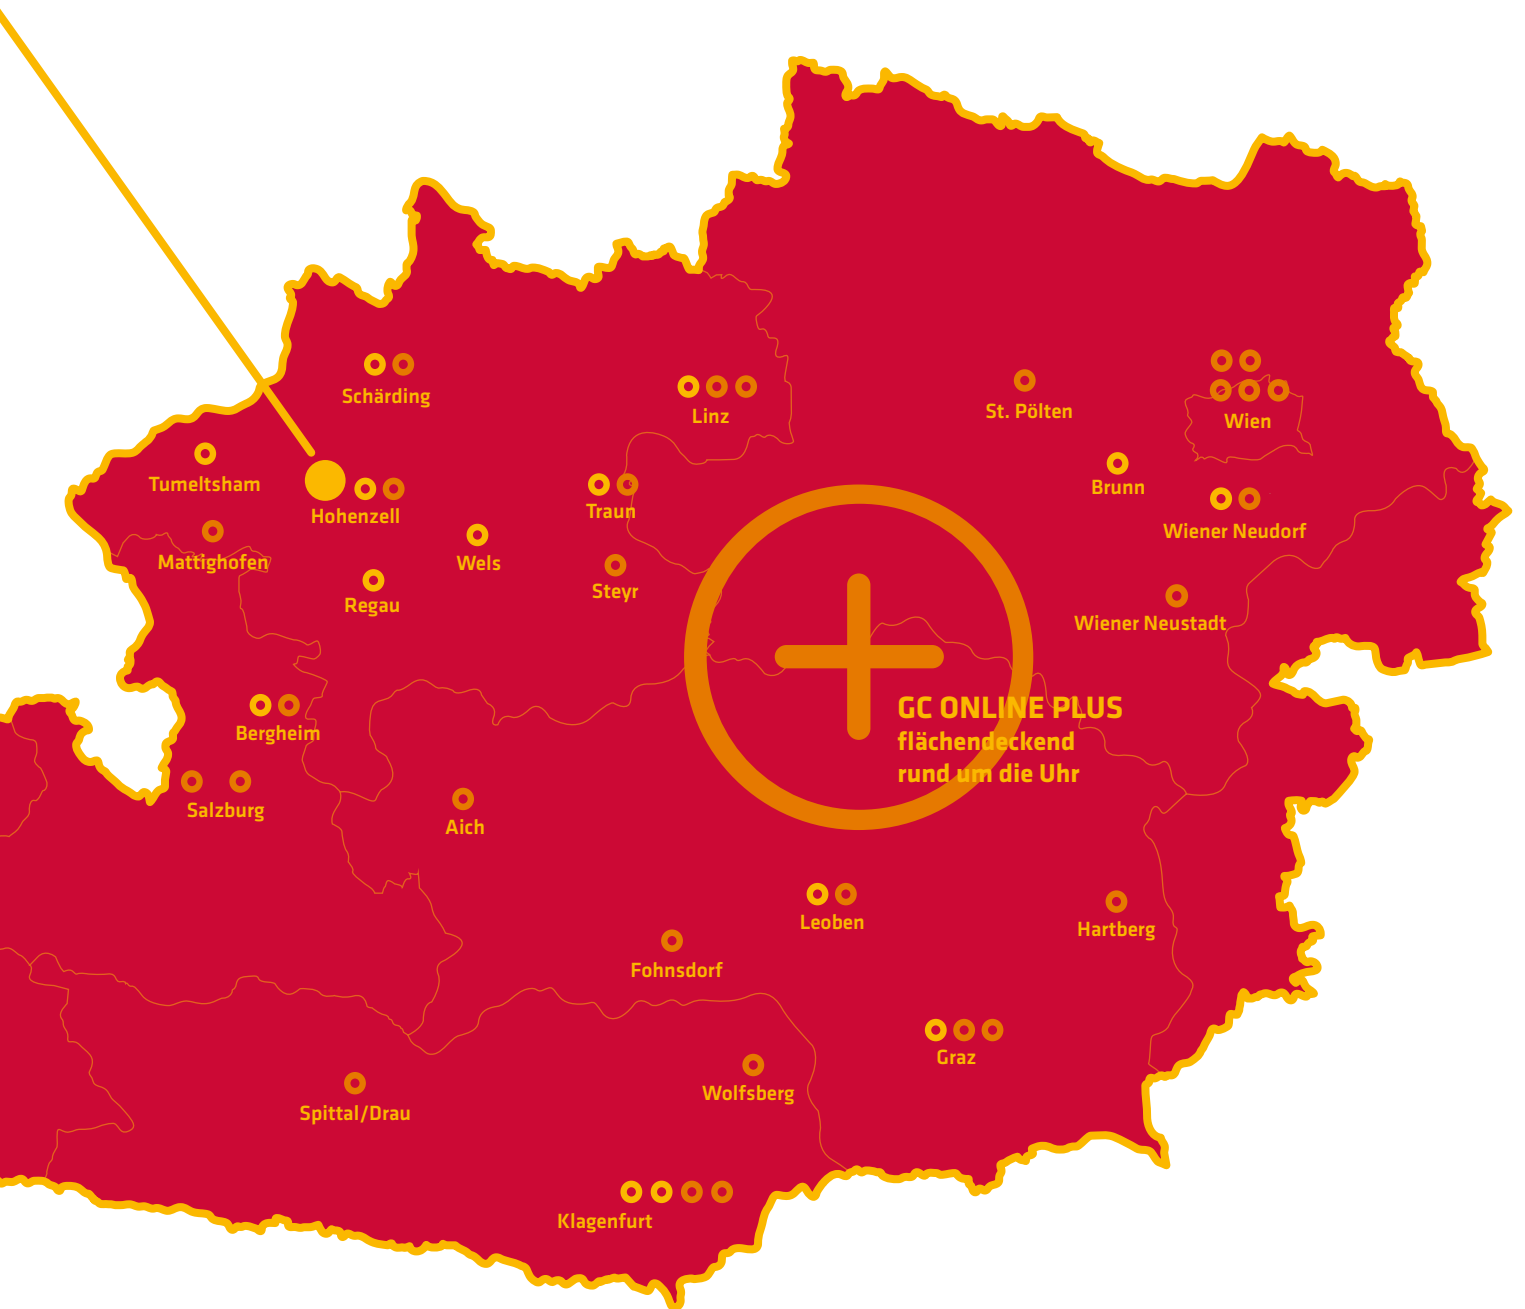 Schärding
Linz
St. Pölten
Wien
Tumeltsham
Hohenzell
Traun
Brunn
Wiener Neudorf
Mattighofen
Wels
Steyr
Regau
Wiener Neustadt
GC ONLINE PLUS
flächendeckend
rund um die Uhr
Bergheim
Salzburg
Aich
Leoben
Hartberg
Fohnsdorf
Graz
Wolfsberg
Spittal/Drau
Klagenfurt